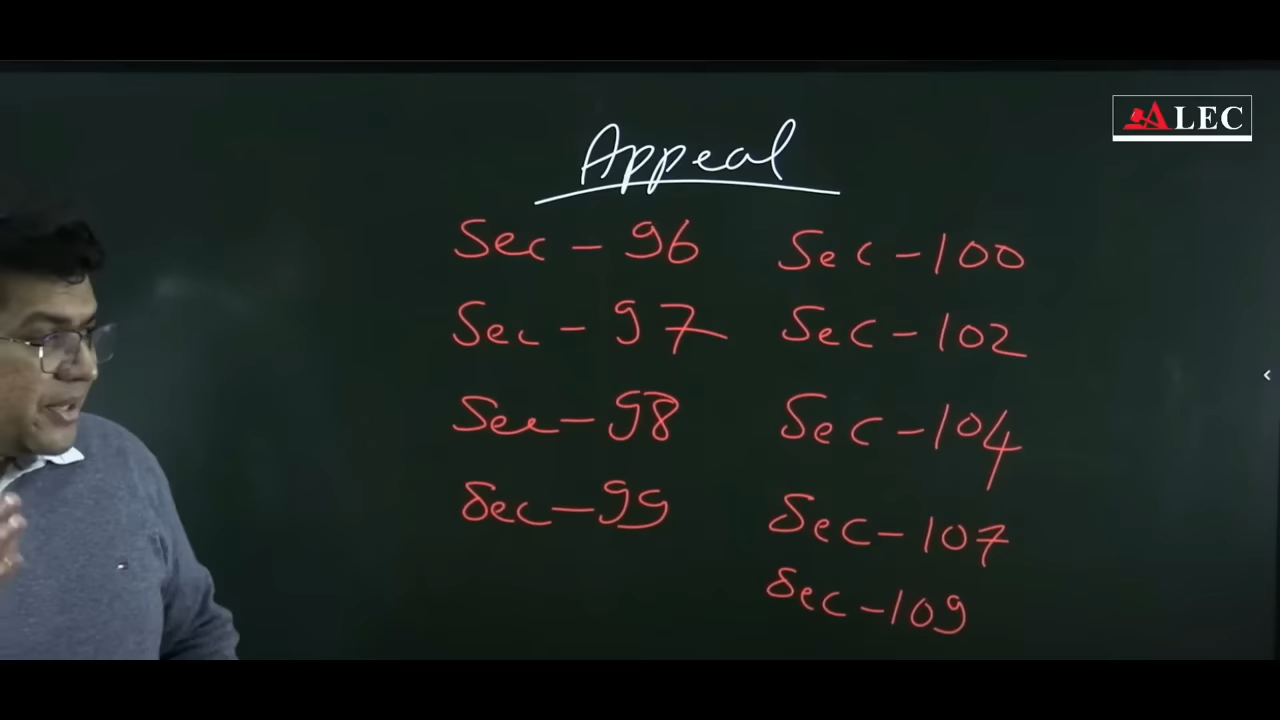 ALEC
Appeal
Sec - 96
Sec - 97
Sec - 98
Sec - 99
Sec - 100
Sec - 102
Sec - 104
Sec - 107
Sec - 109